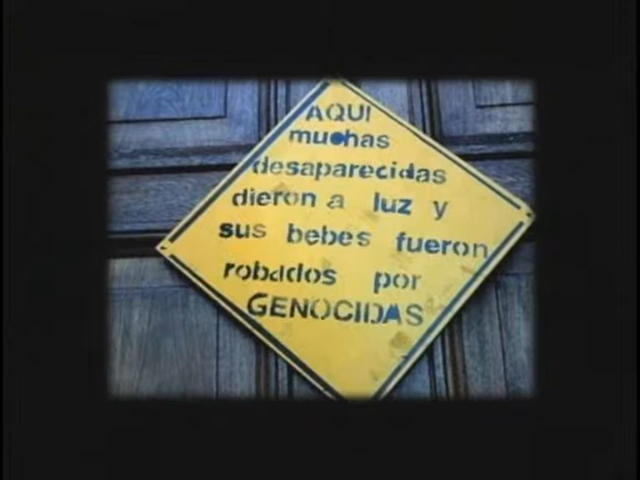 AQUI
muchas
desaparecidas
dieron a luz y
sus bebes fueron
robados por
GENOCIDAS